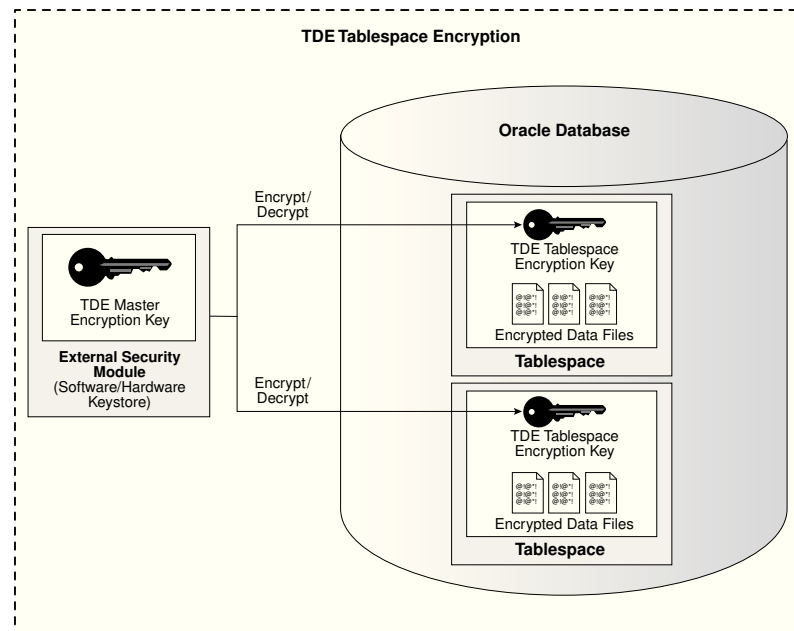 TDE Tablespace Encryption
Oracle Database
Encrypt/
Decrypt
TDE Tablespace
Encryption Key
@!@*!
@!@*!
@!@*!
@!@*!
@!@*!
@!@*!
@!@*!
@!@*!
@!@*!
Encrypted Data Files
Tablespace
TDE Master
Encryption Key
External Security
Module
(Software/Hardware
Keystore)
Encrypt/
Decrypt
TDE Tablespace
Encryption Key
@!@*!
@!@*!
@!@*!
@!@*!
@!@*!
@!@*!
@!@*!
@!@*!
@!@*!
Encrypted Data Files
Tablespace